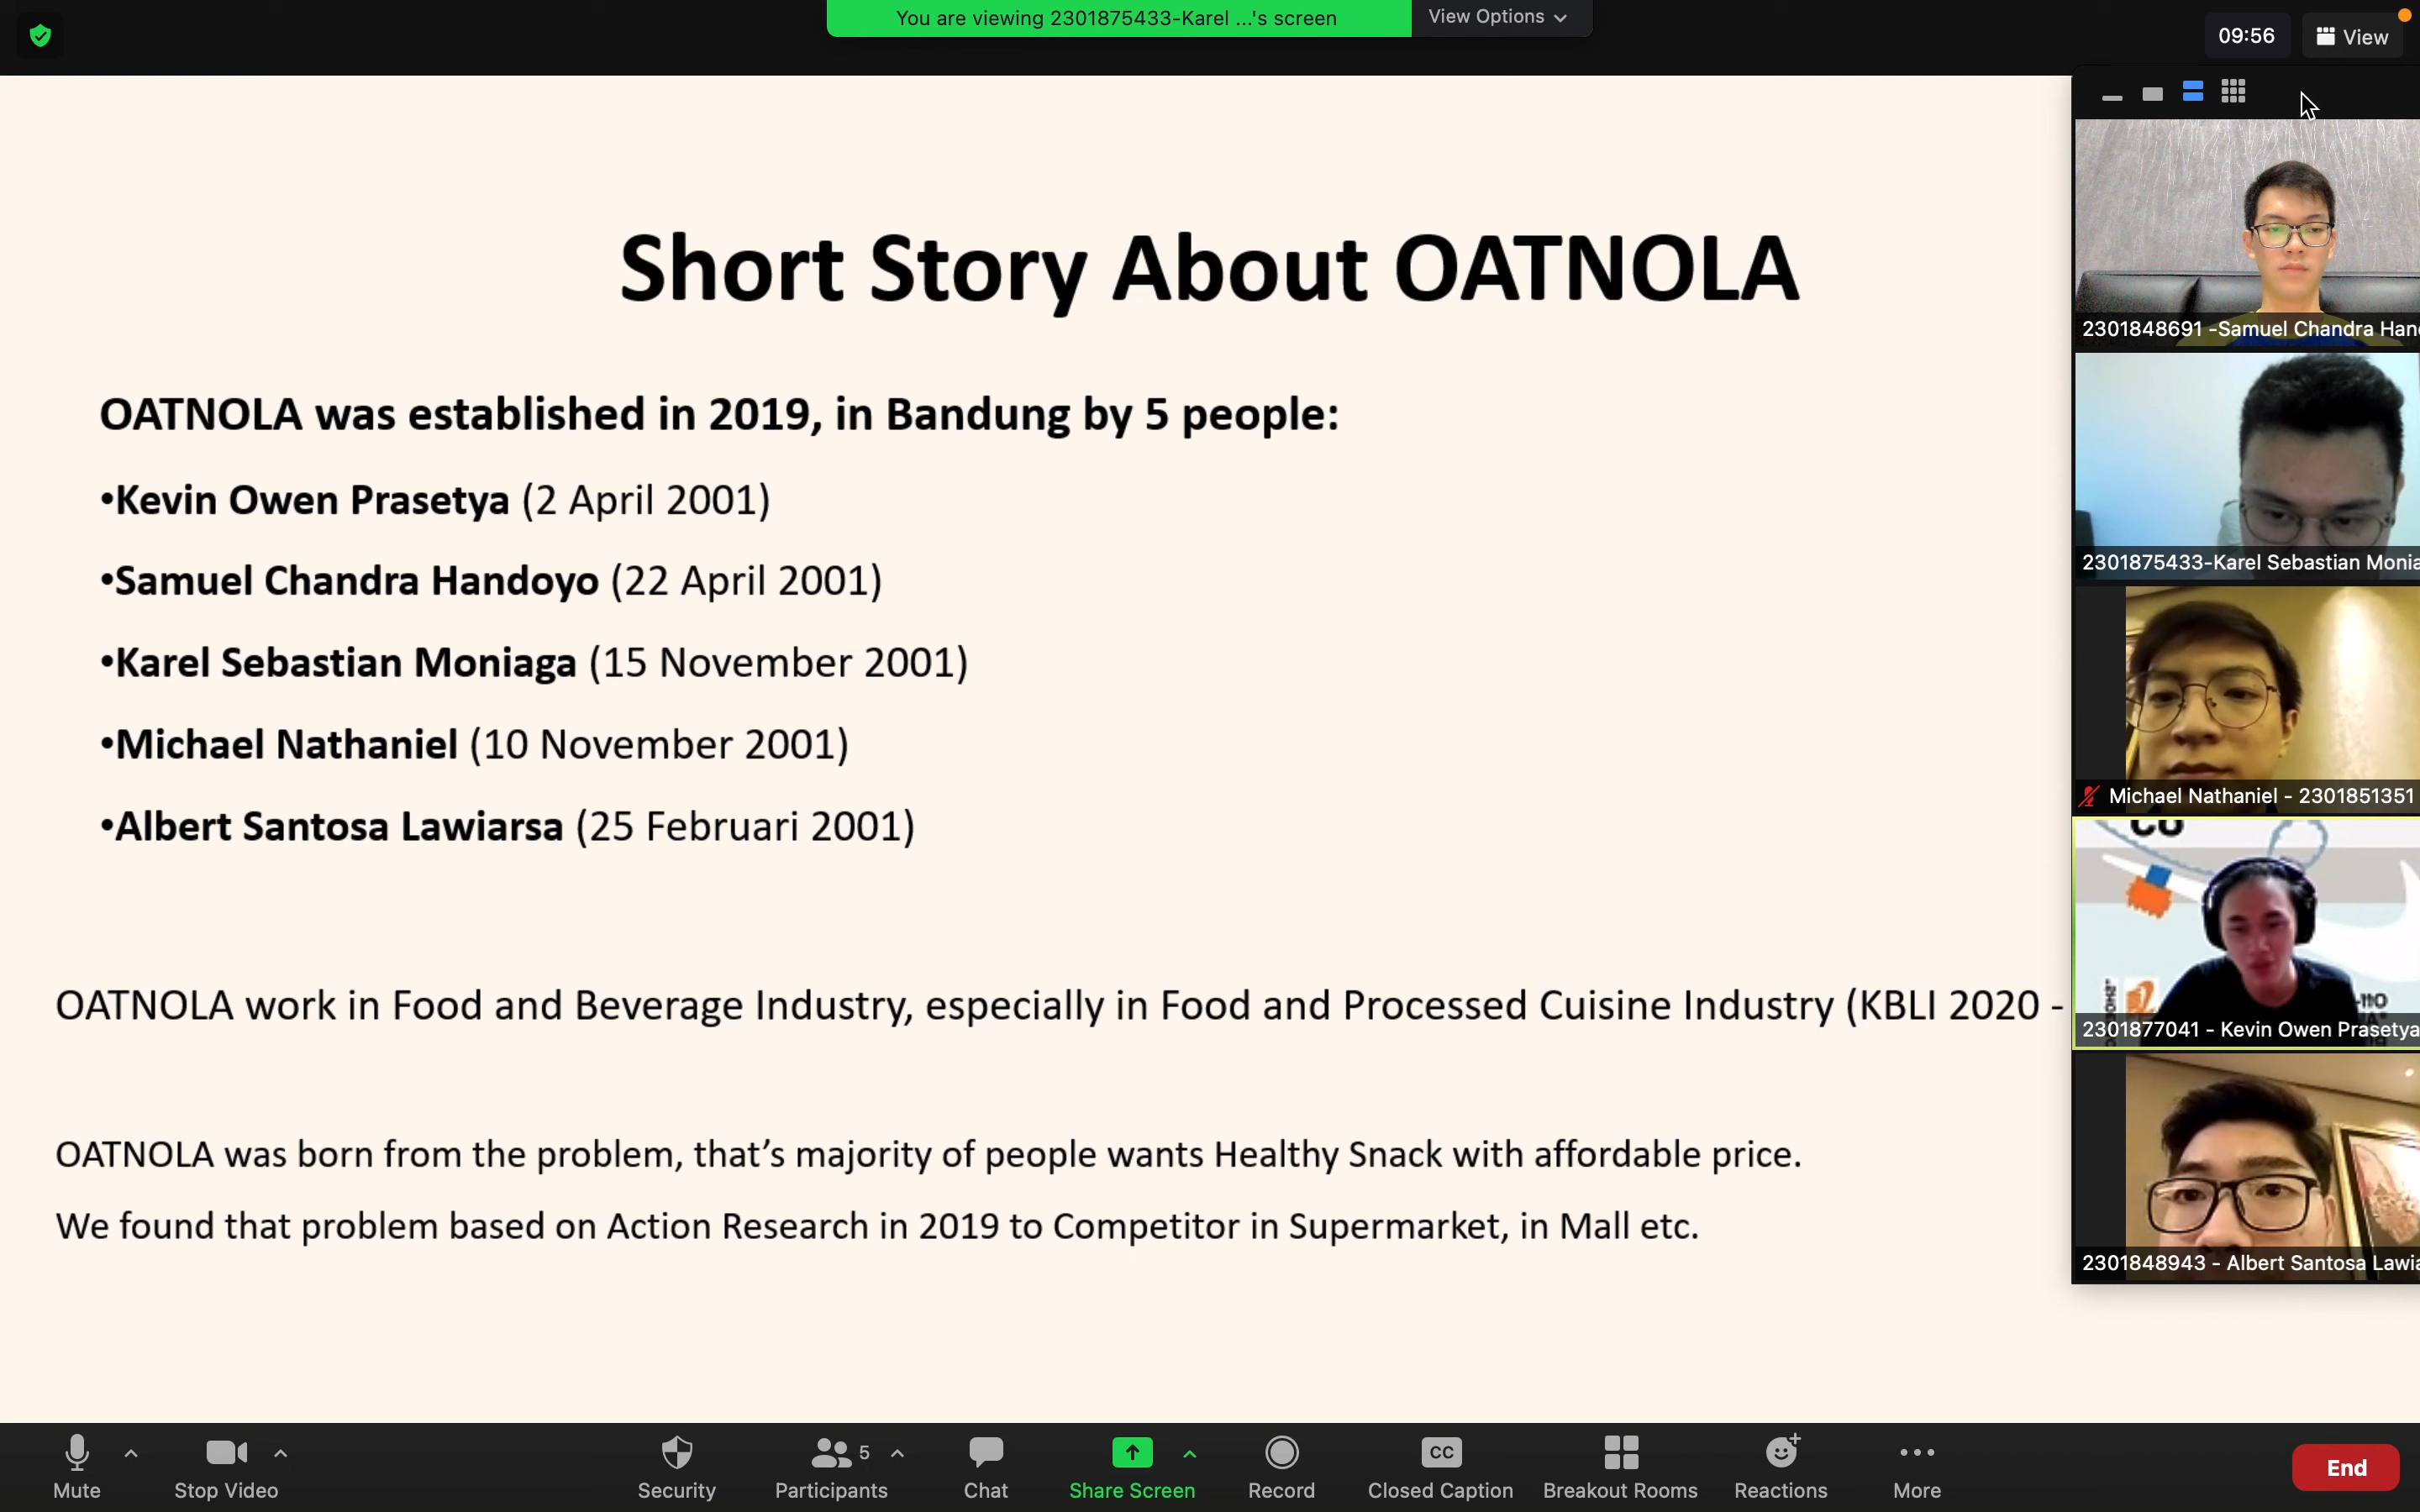 You are viewing 2301875433-Karel ...'s screen
View Options
09:56
View
Short Story About OATNOLA
OATNOLA was established in 2019, in Bandung by 5 people:
•Kevin Owen Prasetya (2 April 2001)
•Samuel Chandra Handoyo (22 April 2001)
•Karel Sebastian Moniaga (15 November 2001)
•Michael Nathaniel (10 November 2001)
•Albert Santosa Lawiarsa (25 Februari 2001)
OATNOLA work in Food and Beverage Industry, especially in Food and Processed Cuisine Industry (KBLI 2020 -
OATNOLA was born from the problem, that’s majority of people wants Healthy Snack with affordable price.
We found that problem based on Action Research in 2019 to Competitor in Supermarket, in Mall etc.
2301848691 -Samuel Chandra Han
2301875433-Karel Sebastian Monia
Michael Nathaniel - 2301851351
CO
2301877041 - Kevin Owen Prasetya
2301848943 - Albert Santosa Lawia
Mute
Stop Video
Security
5
Participants
Chat
Share Screen
Record
CC
Closed Caption
Breakout Rooms
Reactions
More
End